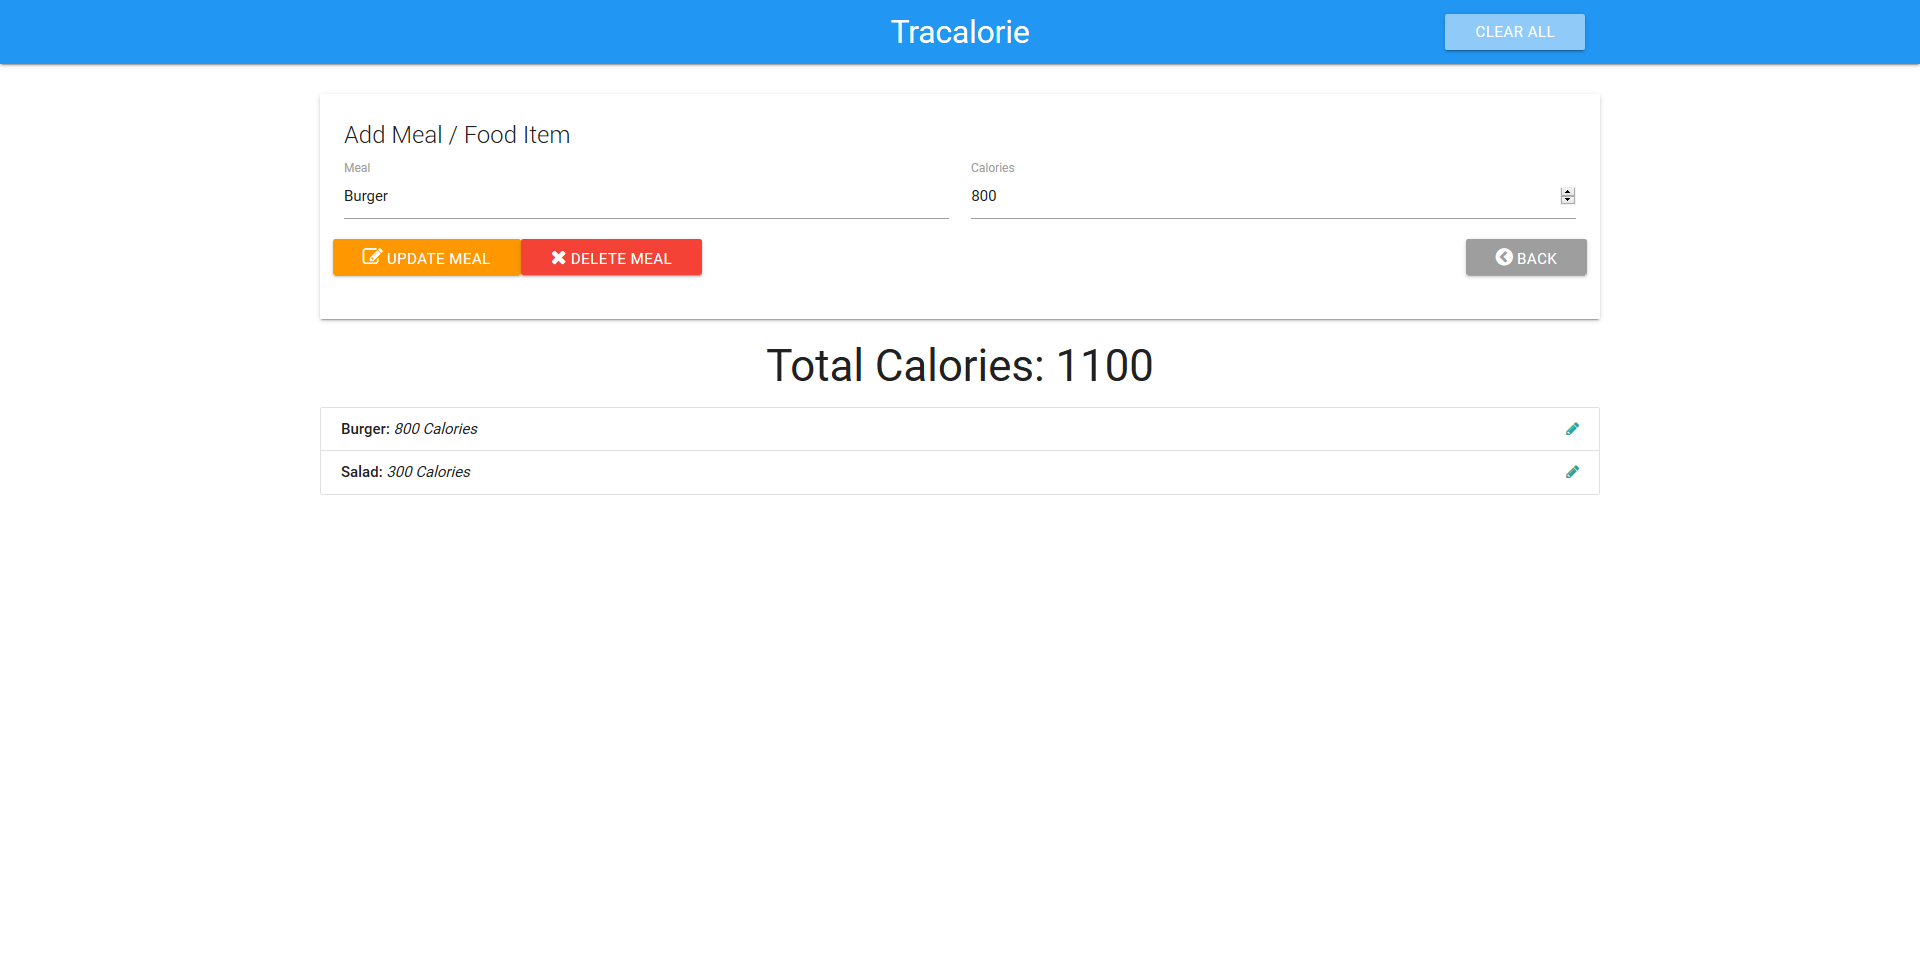 Tracalorie
CLEAR ALL
Add Meal / Food Item
Meal
Calories
Burger
800
UPDATE MEAL
DELETE MEAL
BACK
Total Calories: 1100
Burger: 800 Calories
Salad: 300 Calories